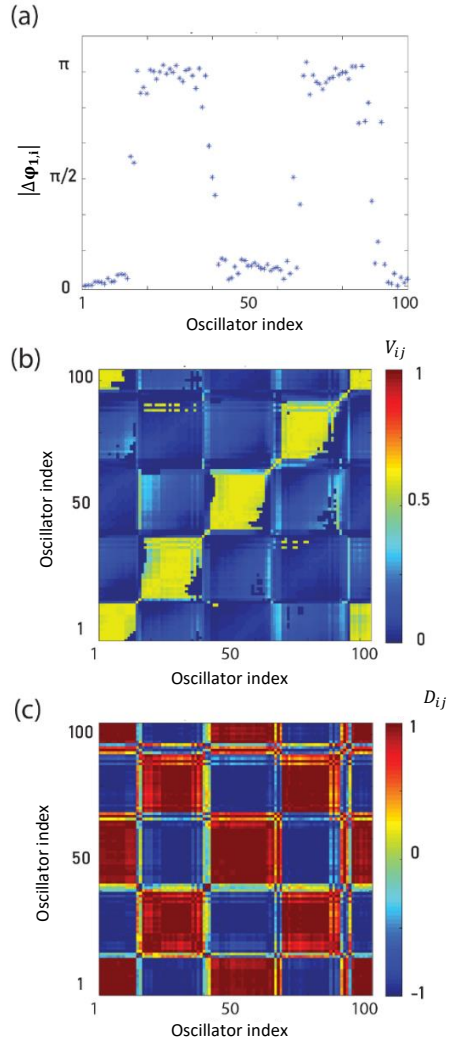 (a)
π
π/2
0
|Δφ1,i|
1
50
100
Oscillator index
(b)
Vij
100
50
1
Oscillator index
1
0.5
0
1
50
100
Oscillator index
(c)
Dij
100
50
1
Oscillator index
1
0
-1
1
50
100
Oscillator index